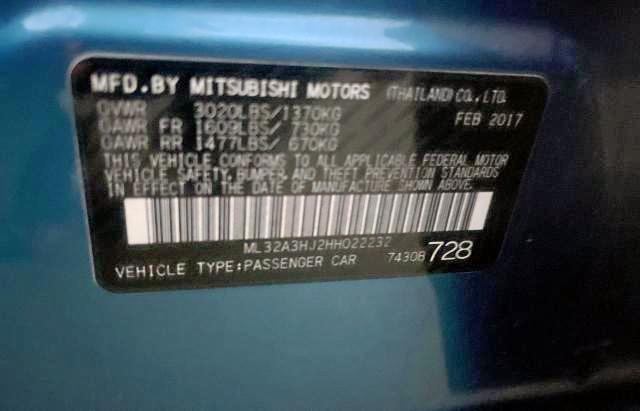 MFD.BY MITSUBISHI MOTORS (THAILAND) CO., LTD.
GVWR 3020LBS/1370KG FEB 2017
GAWR FR 1609LBS/ 730KG
GAWR RR 1477LBS/ 670KG
THIS VEHICLE CONFORMS TO ALL APPLICABLE FEDERAL MOTOR
VEHICLE SAFETY, BUMPER, AND THEFT PREVENTION STANDARDS
IN EFFECT ON THE DATE OF MANUFACTURE SHOWN ABOVE.
ML32A3HJ2HH022232
VEHICLE TYPE:PASSENGER CAR 7430B 728